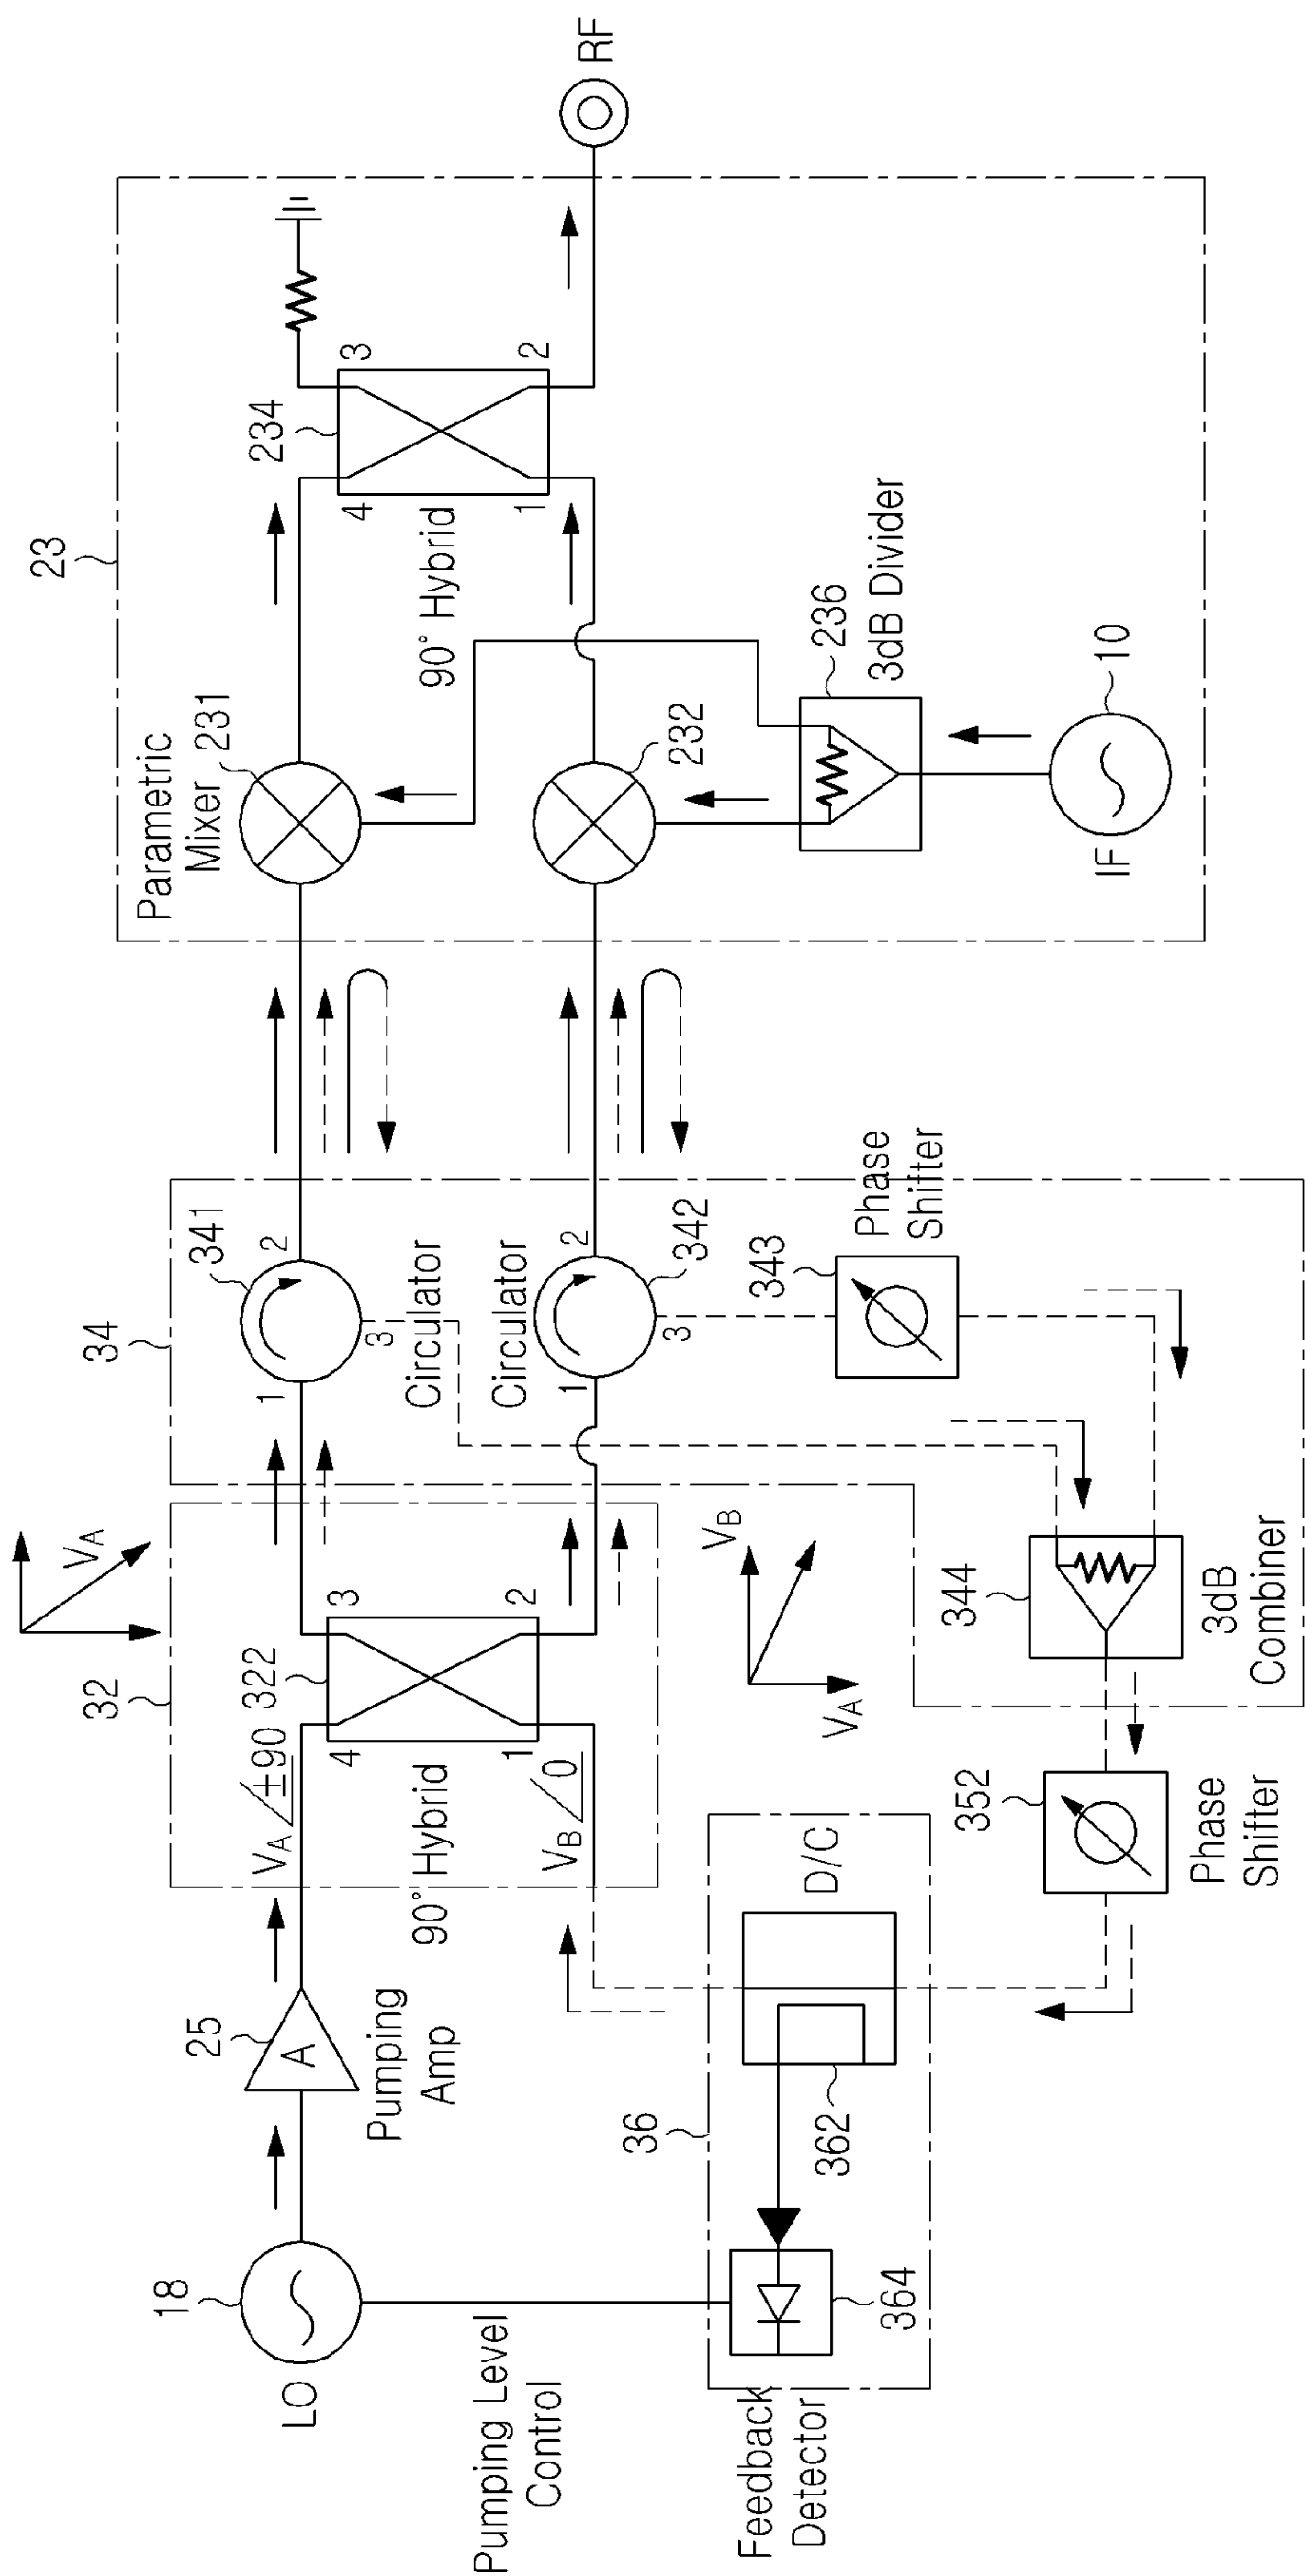 LO
18
25
A
Pumping
Amp
Pumping Level
Control
Feedback
Detector
36
364
362
D/C
32
VA
VA ±90
322
4
3
1
2
90° Hybrid
VB 0
VB
VA
352
Phase
Shifter
34
341
1
2
3
Circulator
Circulator
342
1
2
3
343
Phase
Shifter
344
3dB
Combiner
23
Parametric
Mixer 231
232
90° Hybrid
234
4
3
1
2
236
3dB Divider
10
IF
RF